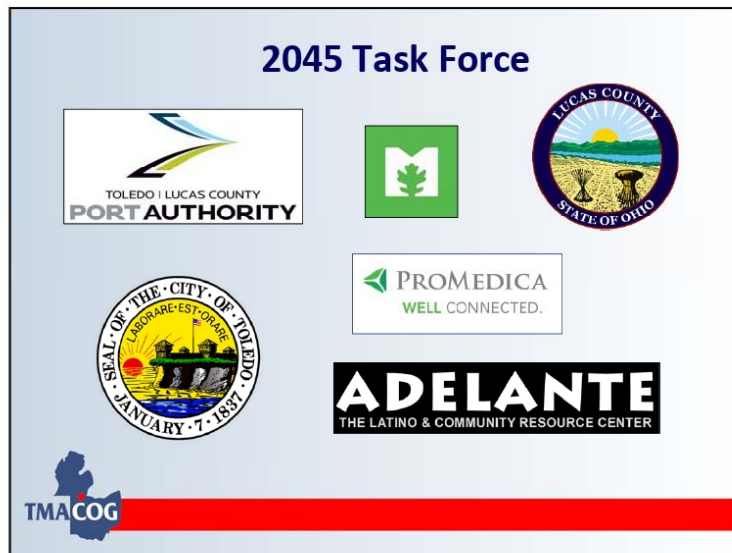 2045 Task Force
TOLEDO | LUCAS COUNTY
PORT AUTHORITY
M
LUCAS COUNTY
STATE OF OHIO
SEAL·OF·THE·CITY·OF·TOLEDO
LABORARE·EST·ORARE
JANUARY·7·1837
PROMEDICA
WELL CONNECTED.
ADELANTE
THE LATINO & COMMUNITY RESOURCE CENTER
TMACOG